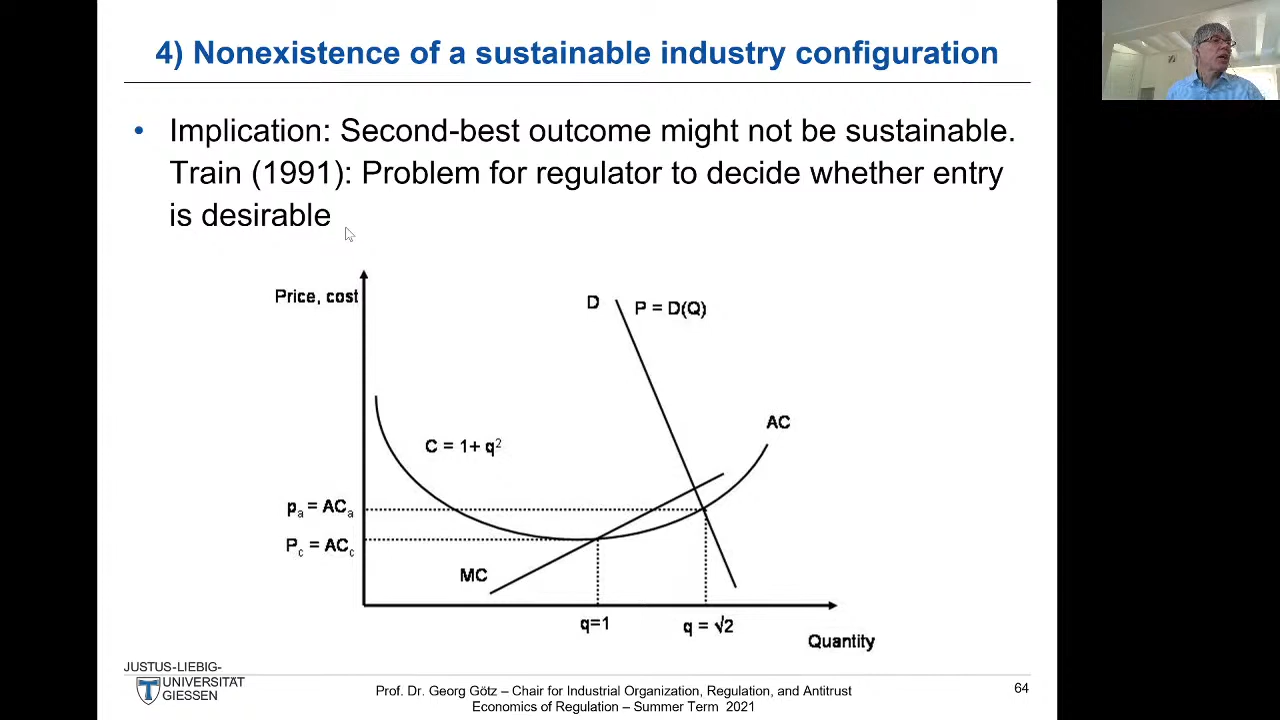 4) Nonexistence of a sustainable industry configuration
• Implication: Second-best outcome might not be sustainable.
Train (1991): Problem for regulator to decide whether entry
is desirable
Price, cost
D
P = D(Q)
AC
C = 1+ q²
pₐ = ACₐ
P꜀ = AC꜀
MC
q=1
q = √2
Quantity
JUSTUS-LIEBIG-
UNIVERSITAT
GIESSEN
Prof. Dr. Georg Götz – Chair for Industrial Organization, Regulation, and Antitrust
Economics of Regulation – Summer Term 2021
64